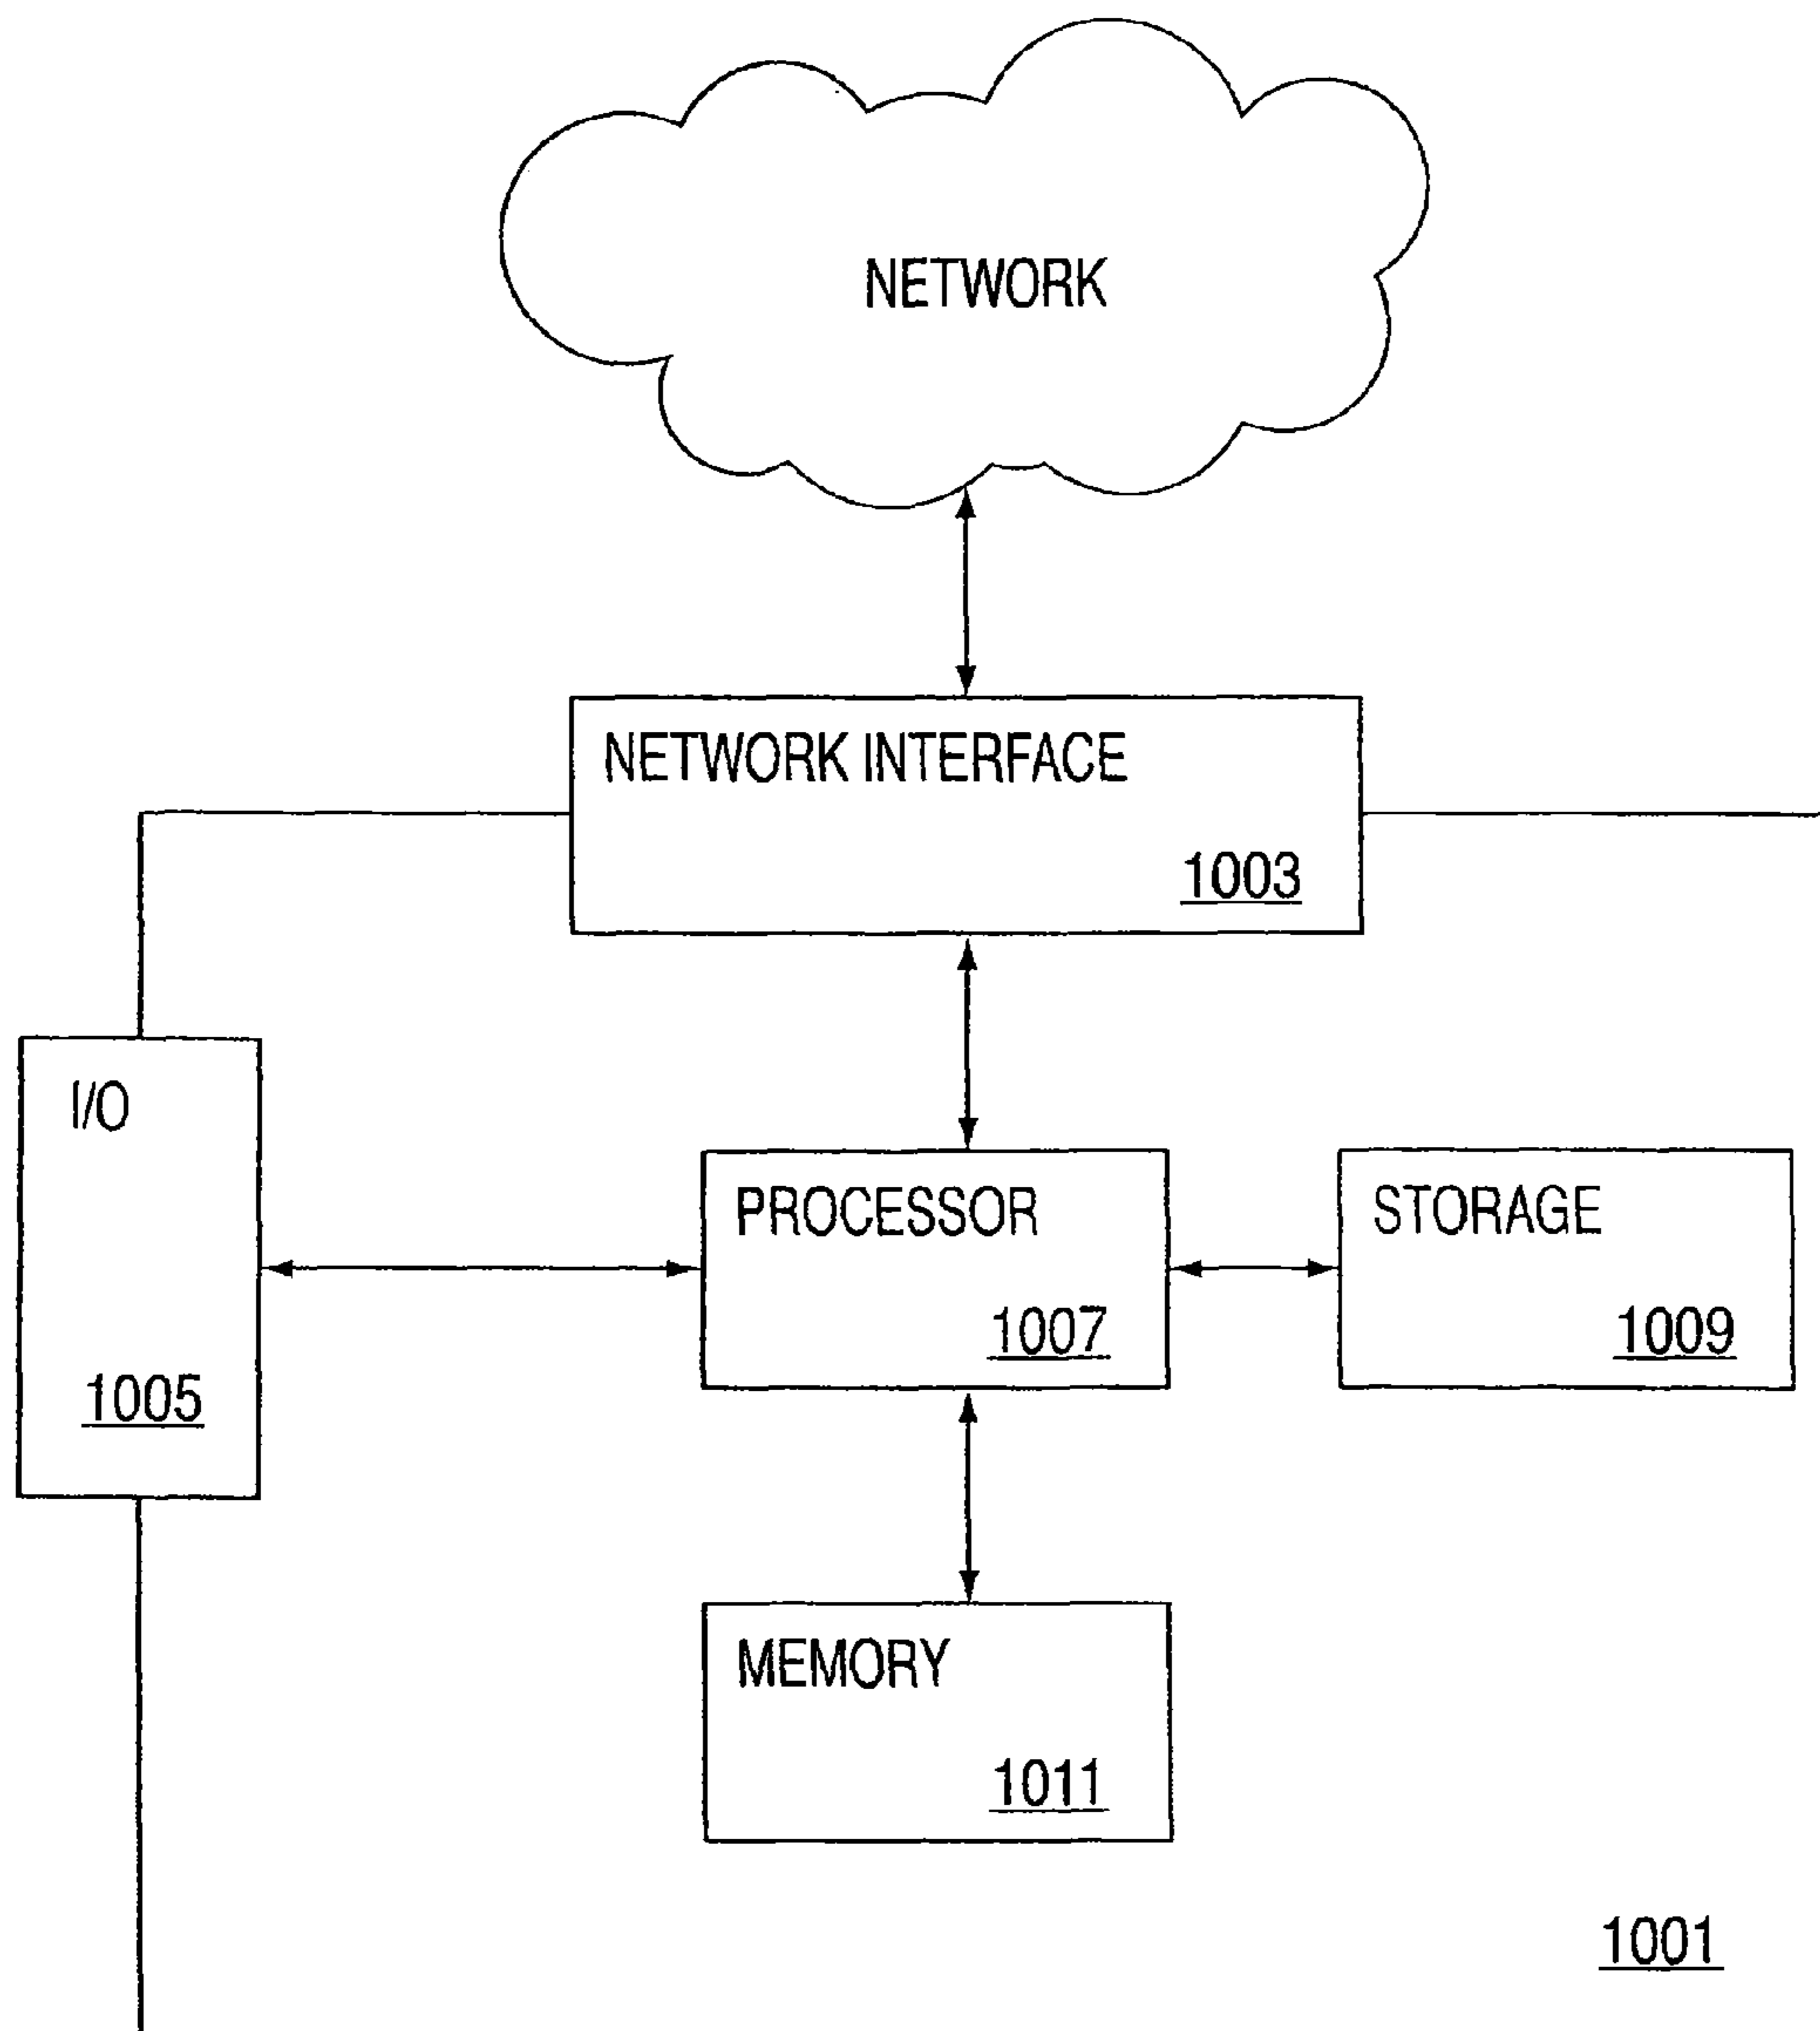 NETWORK
NETWORK INTERFACE
1003
I/O
1005
PROCESSOR
1007
STORAGE
1009
MEMORY
1011
1001